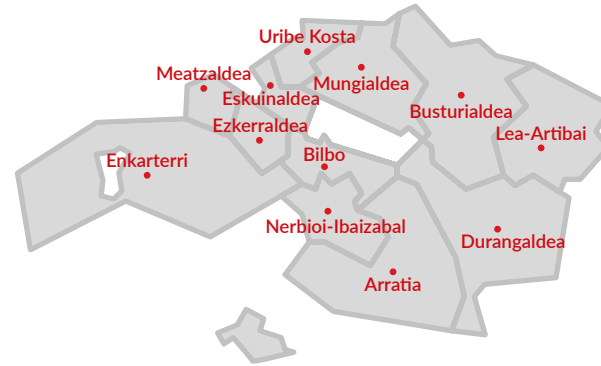 Uribe Kosta
Meatzaldea
Mungialdea
Eskuinaldea
Busturialdea
Ezkerraldea
Lea-Artibai
Bilbo
Enkarterri
Nerbioi-Ibaizabal
Durangaldea
Arratia